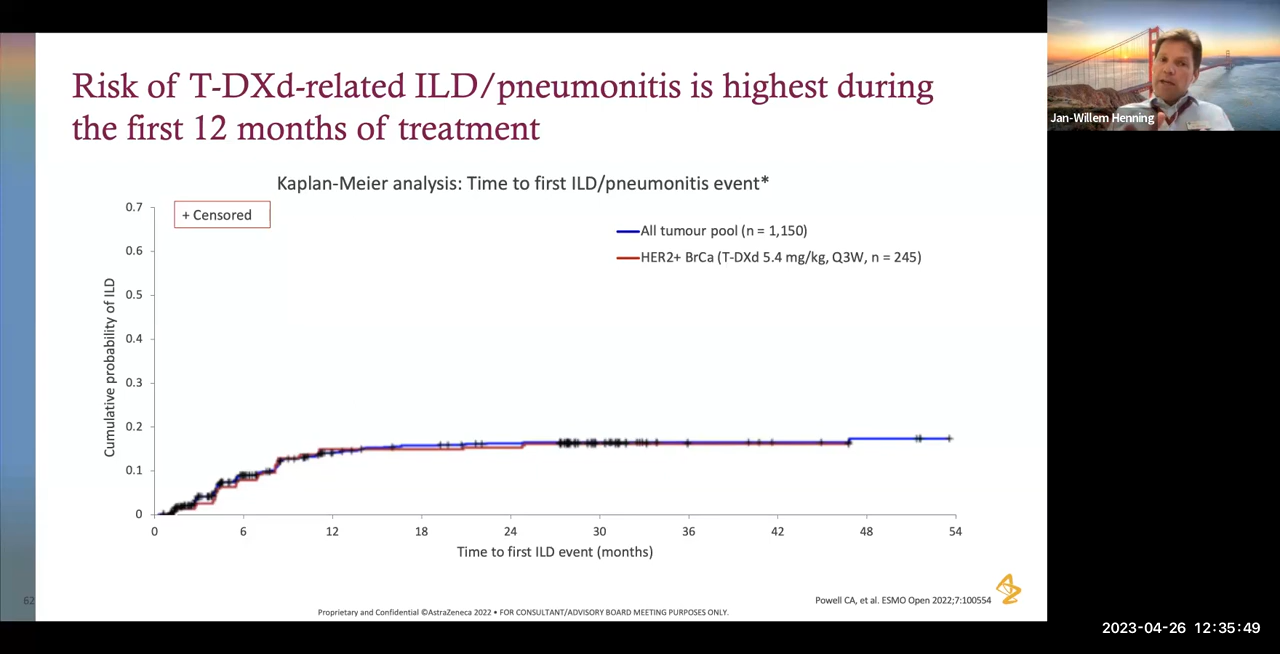 Risk of T-DXd-related ILD/pneumonitis is highest during
the first 12 months of treatment
Kaplan-Meier analysis: Time to first ILD/pneumonitis event*
+ Censored
All tumour pool (n = 1,150)
HER2+ BrCa (T-DXd 5.4 mg/kg, Q3W, n = 245)
Cumulative probability of ILD
0.7
0.6
0.5
0.4
0.3
0.2
0.1
0
0 6 12 18 24 30 36 42 48 54
Time to first ILD event (months)
62
Powell CA, et al. ESMO Open 2022;7:100554
Proprietary and Confidential ©AstraZeneca 2022 • FOR CONSULTANT/ADVISORY BOARD MEETING PURPOSES ONLY.
Jan-Willem Henning
2023-04-26 12:35:49